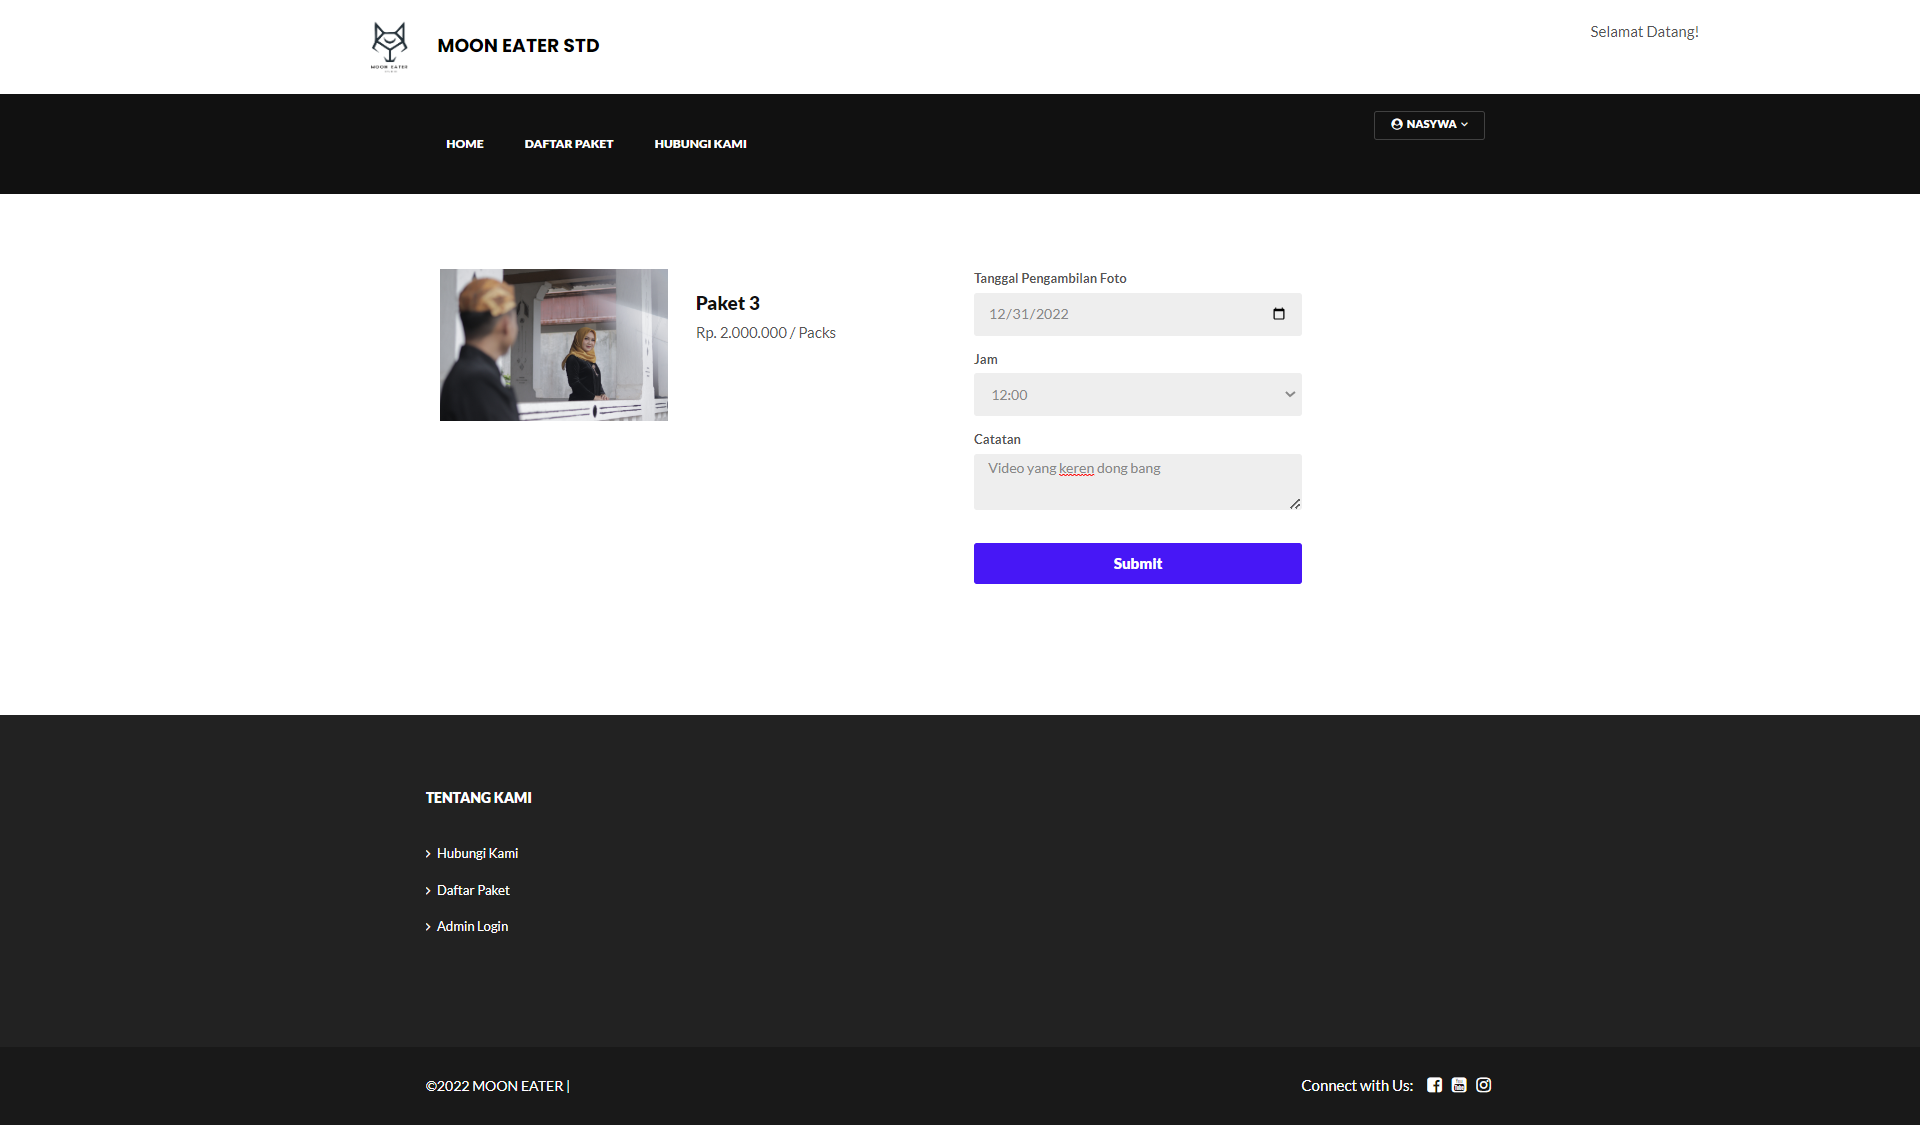 MOON EATER
MOON EATER STD
Selamat Datang!
HOME
DAFTAR PAKET
HUBUNGI KAMI
NASYWA
Paket 3
Rp. 2.000.000 / Packs
Tanggal Pengambilan Foto
12/31/2022
Jam
12:00
Catatan
Video yang keren dong bang
Submit
TENTANG KAMI
Hubungi Kami
Daftar Paket
Admin Login
©2022 MOON EATER |
Connect with Us: